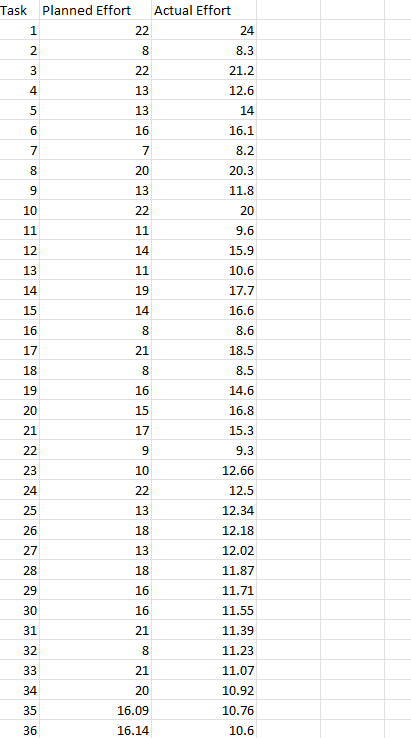 Task Planned Effort Actual Effort
1 22 24
2 8 8.3
3 22 21.2
4 13 12.6
5 13 14
6 16 16.1
7 7 8.2
8 20 20.3
9 13 11.8
10 22 20
11 11 9.6
12 14 15.9
13 11 10.6
14 19 17.7
15 14 16.6
16 8 8.6
17 21 18.5
18 8 8.5
19 16 14.6
20 15 16.8
21 17 15.3
22 9 9.3
23 10 12.66
24 22 12.5
25 13 12.34
26 18 12.18
27 13 12.02
28 18 11.87
29 16 11.71
30 16 11.55
31 21 11.39
32 8 11.23
33 21 11.07
34 20 10.92
35 16.09 10.76
36 16.14 10.6